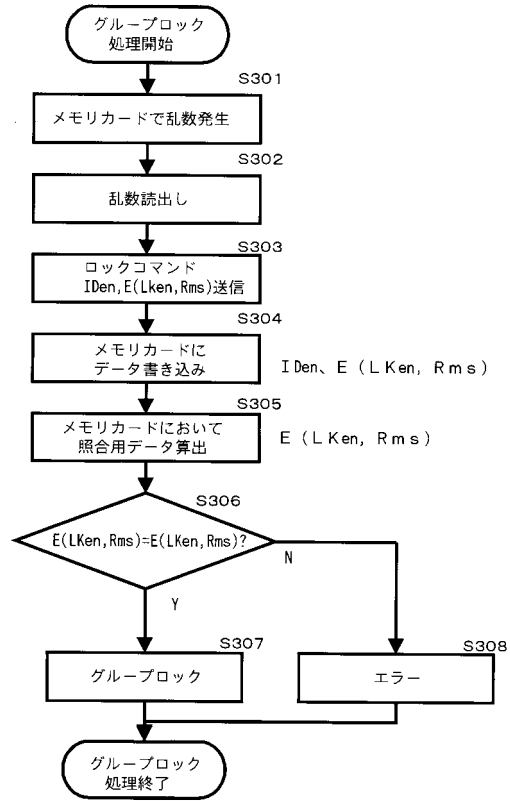 グループロック
処理開始
S301
メモリカードで乱数発生
S302
乱数読出し
S303
ロックコマンド
IDen,E(Lken,Rms)送信
S304
メモリカードに
データ書き込み
IDen、E(LKen,Rms)
S305
メモリカードにおいて
照合用データ算出
E(LKen,Rms)
S306
E(LKen,Rms)=E(LKen,Rms)?
N
Y
S307
グループロック
S308
エラー
グループロック
処理終了